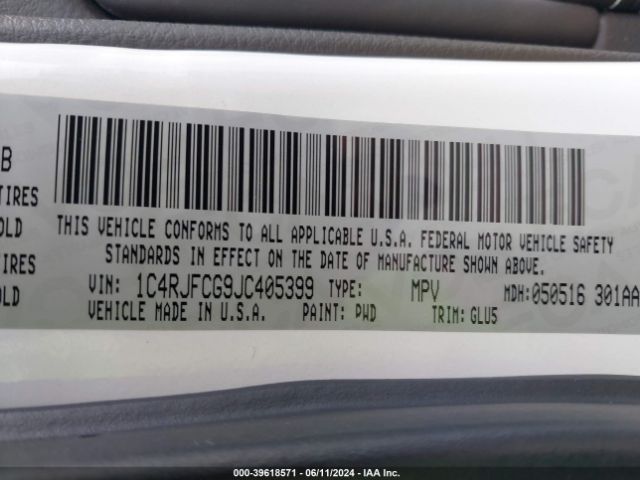 B
TIRES
OLD
IRES
OLD
THIS VEHICLE CONFORMS TO ALL APPLICABLE U.S.A. FEDERAL MOTOR VEHICLE SAFETY
STANDARDS IN EFFECT ON THE DATE OF MANUFACTURE SHOWN ABOVE.
VIN: 1C4RJFCG9JC405399 TYPE: MPV MDH:050516 301AA
VEHICLE MADE IN U.S.A. PAINT: PWD TRIM: GLU5
000-39618571 - 06/11/2024 - IAA Inc.